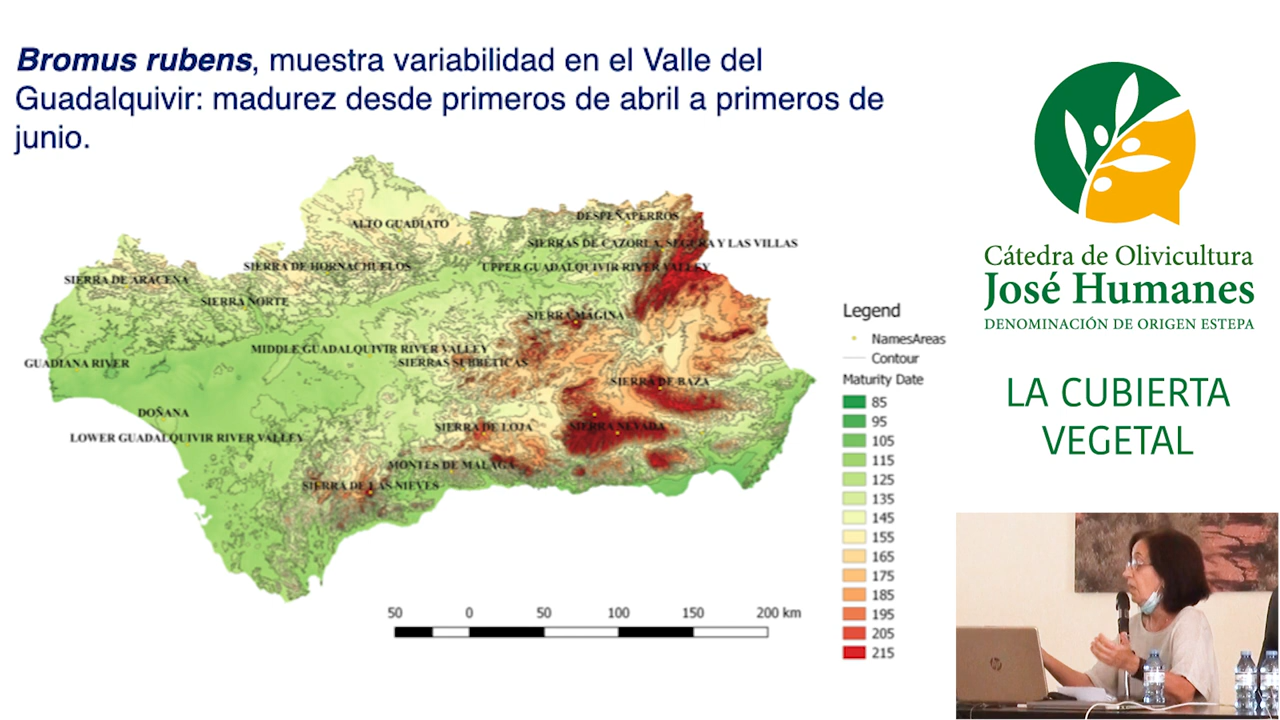 Bromus rubens, muestra variabilidad en el Valle del
Guadalquivir: madurez desde primeros de abril a primeros de
junio.
ALTO GUADIATO
DESPEÑAPERROS
SIERRAS DE CAZORLA, SEGURA Y LAS VILLAS
SIERRA DE HORNACHUELOS
UPPER GUADALQUIVIR RIVER VALLEY
SIERRA DE ARACENA
SIERRA NORTE
SIERRA MAGINA
MIDDLE GUADALQUIVIR RIVER VALLEY
GUADIANA RIVER
SIERRAS SUBBÉTICAS
SIERRA DE BAZA
DOÑANA
SIERRA DE LOJA
SIERRA NEVADA
LOWER GUADALQUIVIR RIVER VALLEY
MONTES DE MALAGA
SIERRA DE LAS NIEVES
50 0 50 100 150 200 km
Legend
NamesAreas
Contour
Maturity Date
85
95
105
115
125
135
145
155
165
175
185
195
205
215
Cátedra de Olivicultura
José Humanes
DENOMINACIÓN DE ORIGEN ESTEPA
LA CUBIERTA
VEGETAL
hp